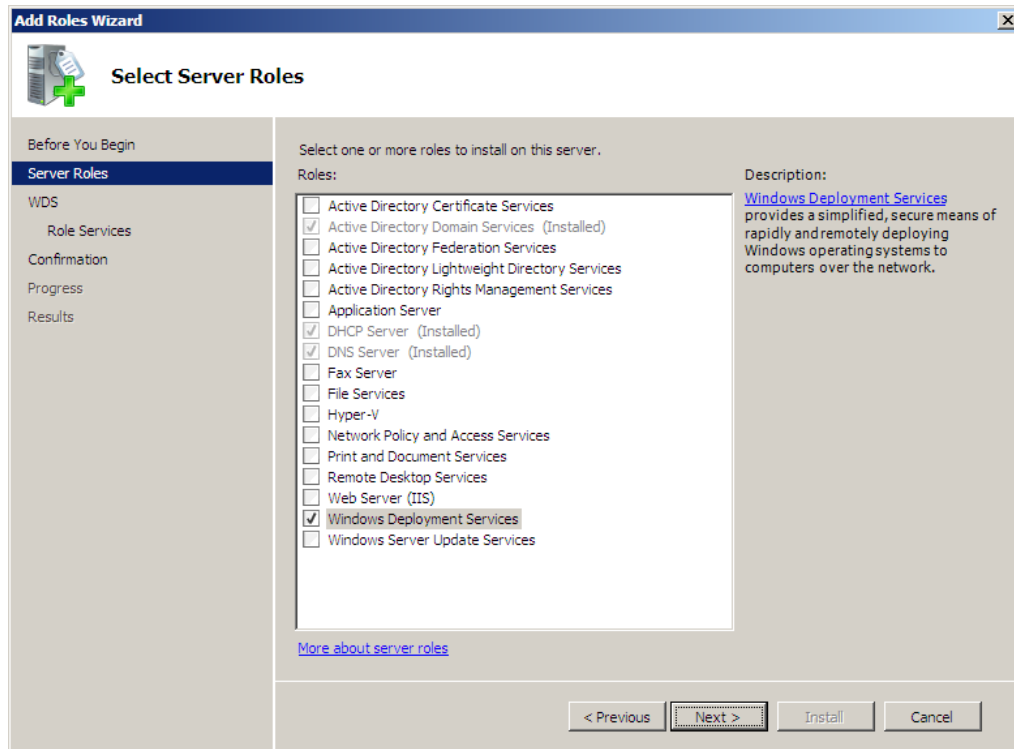 Add Roles Wizard
Select Server Roles
Before You Begin
Server Roles
WDS
Role Services
Confirmation
Progress
Results
Select one or more roles to install on this server.
Roles:
Active Directory Certificate Services
Active Directory Domain Services (Installed)
Active Directory Federation Services
Active Directory Lightweight Directory Services
Active Directory Rights Management Services
Application Server
DHCP Server (Installed)
DNS Server (Installed)
Fax Server
File Services
Hyper-V
Network Policy and Access Services
Print and Document Services
Remote Desktop Services
Web Server (IIS)
Windows Deployment Services
Windows Server Update Services
More about server roles
Description:
Windows Deployment Services
provides a simplified, secure means of
rapidly and remotely deploying
Windows operating systems to
computers over the network.
< Previous
Next >
Install
Cancel